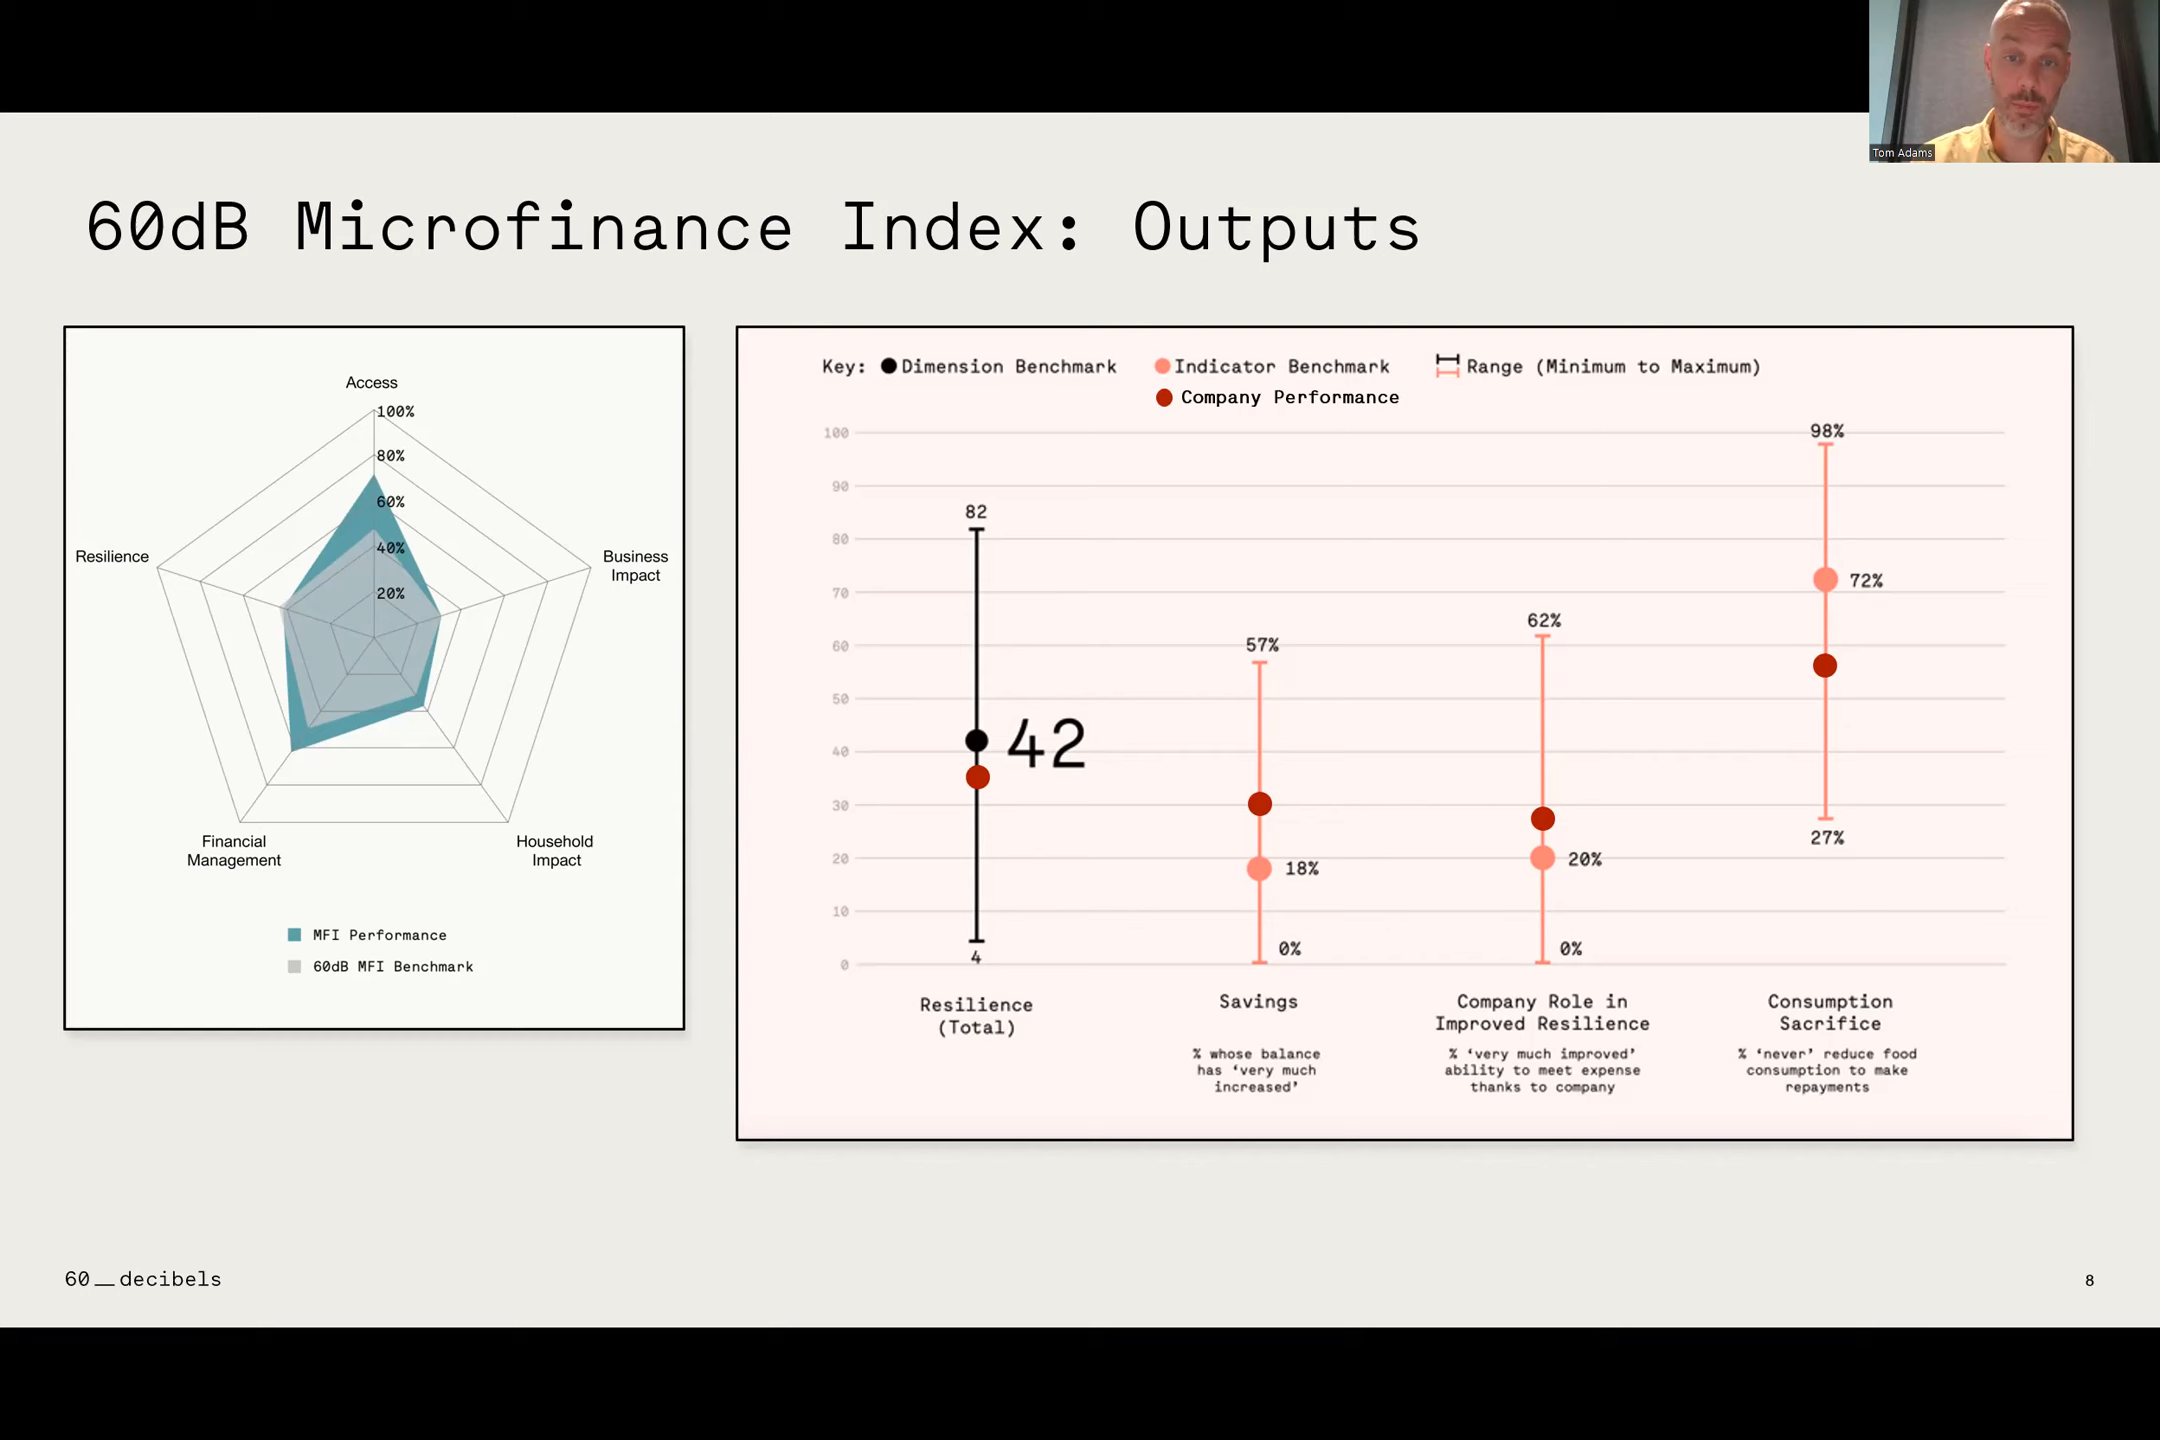 Tom Adams
60dB Microfinance Index: Outputs
Access
100%
80%
60%
40%
20%
Resilience
Business
Impact
Financial
Management
Household
Impact
MFI Performance
60dB MFI Benchmark
Key: Dimension Benchmark Indicator Benchmark Range (Minimum to Maximum)
Company Performance
100
90
80
70
60
50
40
30
20
10
0
82
42
4
57%
18%
0%
62%
20%
0%
98%
72%
27%
Resilience
(Total)
Savings
% whose balance
has ‘very much
increased’
Company Role in
Improved Resilience
% ‘very much improved’
ability to meet expense
thanks to company
Consumption
Sacrifice
% ‘never’ reduce food
consumption to make
repayments
60__decibels
8